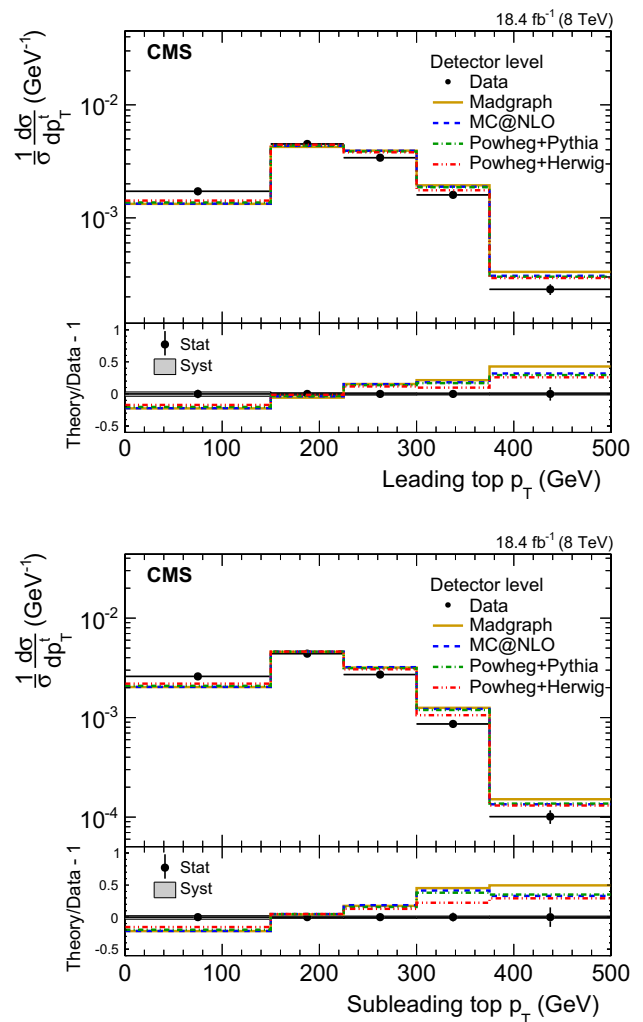 18.4 fb⁻¹ (8 TeV)
CMS
Detector level
Data
Madgraph
MC@NLO
Powheg+Pythia
Powheg+Herwig
1/σ dσ/dp_T^t (GeV⁻¹)
10⁻²
10⁻³
Theory/Data - 1
1
0.5
0
-0.5
Stat
Syst
0 100 200 300 400 500
Leading top p_T (GeV)
18.4 fb⁻¹ (8 TeV)
CMS
Detector level
Data
Madgraph
MC@NLO
Powheg+Pythia
Powheg+Herwig
1/σ dσ/dp_T^t (GeV⁻¹)
10⁻²
10⁻³
10⁻⁴
Theory/Data - 1
1
0.5
0
-0.5
Stat
Syst
0 100 200 300 400 500
Subleading top p_T (GeV)